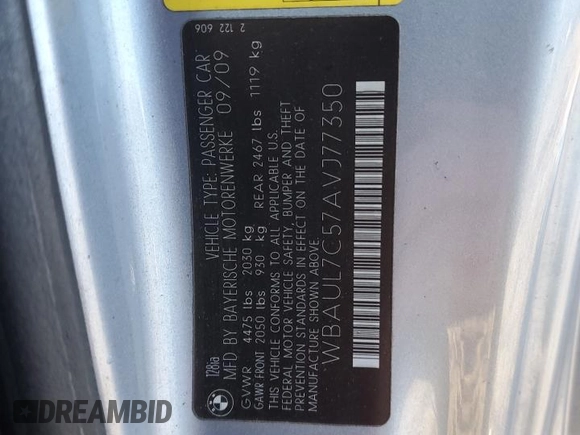 128ia
VEHICLE TYPE: PASSENGER CAR
MFD BY BAYERISCHE MOTORENWERKE 09/09
GVWR 4475 lbs 2030 kg
GAWR FRONT 2050 lbs 930 kg REAR 2467 lbs 1119 kg
THIS VEHICLE CONFORMS TO ALL APPLICABLE U.S.
FEDERAL MOTOR VEHICLE SAFETY, BUMPER AND THEFT
PREVENTION STANDARDS IN EFFECT ON THE DATE OF
MANUFACTURE SHOWN ABOVE.
WBAUL7C57AVJ77350
2 122 606
BMW
DREAMBID